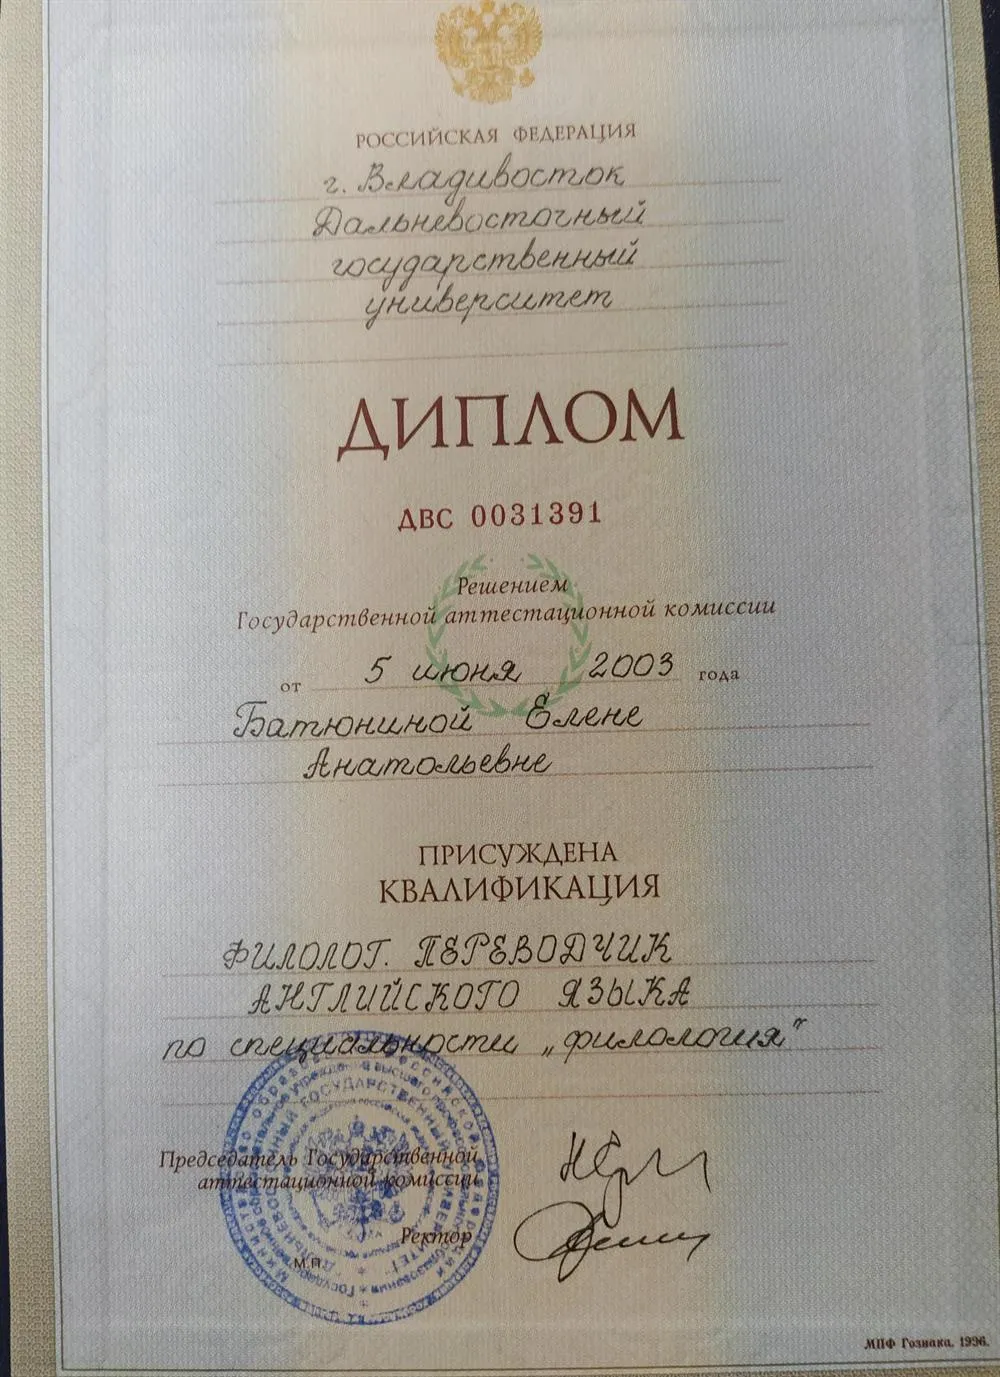 РОССИЙСКАЯ ФЕДЕРАЦИЯ
г. Владивосток
Дальневосточный
государственный
университет
ДИПЛОМ
ДВС 0031391
Решением
Государственной аттестационной комиссии
от 5 июня 2003 года
Батюниной Елене
Анатольевне
ПРИСУЖДЕНА
КВАЛИФИКАЦИЯ
ФИЛОЛОГ. ПЕРЕВОДЧИК
АНГЛИЙСКОГО ЯЗЫКА
по специальности „филология"
Председатель Государственной
аттестационной комиссии
Ректор
М.П.
МПФ Гознака. 1996.